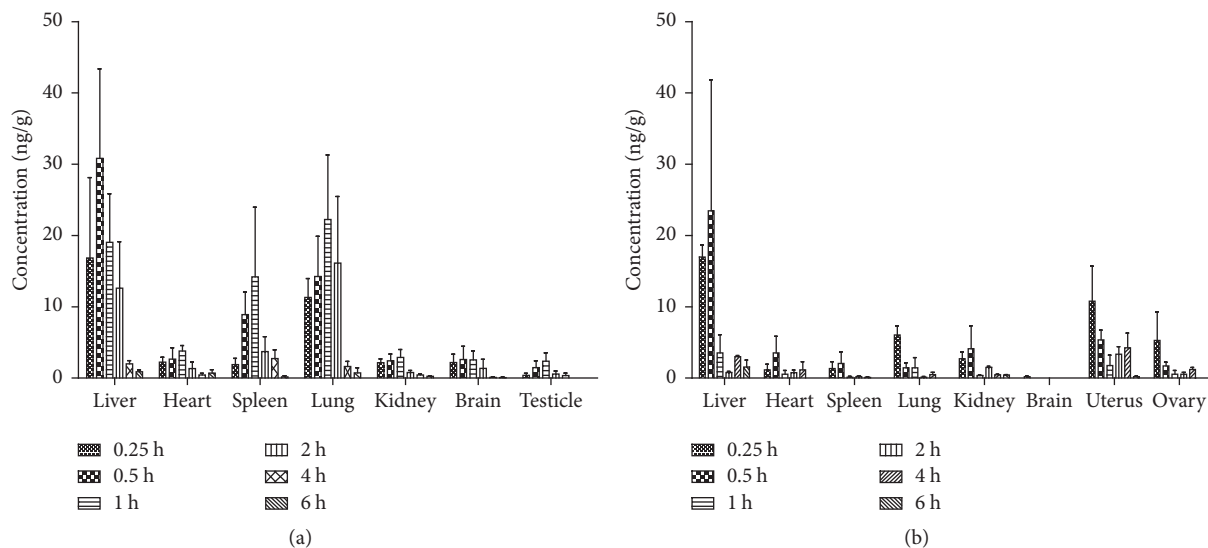 Concentration (ng/g)
50
40
30
20
10
0
Liver Heart Spleen Lung Kidney Brain Testicle
0.25 h
0.5 h
1 h
2 h
4 h
6 h
(a)
Concentration (ng/g)
50
40
30
20
10
0
Liver Heart Spleen Lung Kidney Brain Uterus Ovary
0.25 h
0.5 h
1 h
2 h
4 h
6 h
(b)